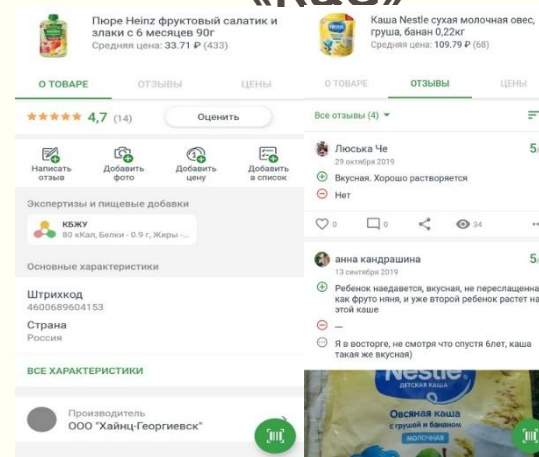 Пюре Heinz фруктовый салатик и
злаки с 6 месяцев 90г
Средняя цена: 33.71 ₽ (433)
О ТОВАРЕ ОТЗЫВЫ ЦЕНЫ
4,7 (14) Оценить
Написать отзыв
Добавить фото
Добавить цену
Добавить в список
Экспертизы и пищевые добавки
КБЖУ
80 кКал, Белки - 0.9 г, Жиры -...
Основные характеристики
Штрихкод
4600689604153
Страна
Россия
ВСЕ ХАРАКТЕРИСТИКИ
Производитель
ООО "Хайнц-Георгиевск"
Каша Nestle сухая молочная овес,
груша, банан 0,22кг
Средняя цена: 109.79 ₽ (68)
О ТОВАРЕ ОТЗЫВЫ ЦЕНЫ
Все отзывы (4)
Люська Че
29 октября 2019
Вкусная. Хорошо растворяется
Нет
0 0 34
анна кандрашина
13 сентября 2019
Ребенок наедавется, вкусная, не переслащенна
как фруто няня, и уже второй ребенок растет на
этой каше
—
Я в восторге, не смотря что спустя 6лет, каша
такая же вкусная)
Nestle
ДЕТСКАЯ КАША
Овсяная каша
с грушей и бананом
МОЛОЧНАЯ